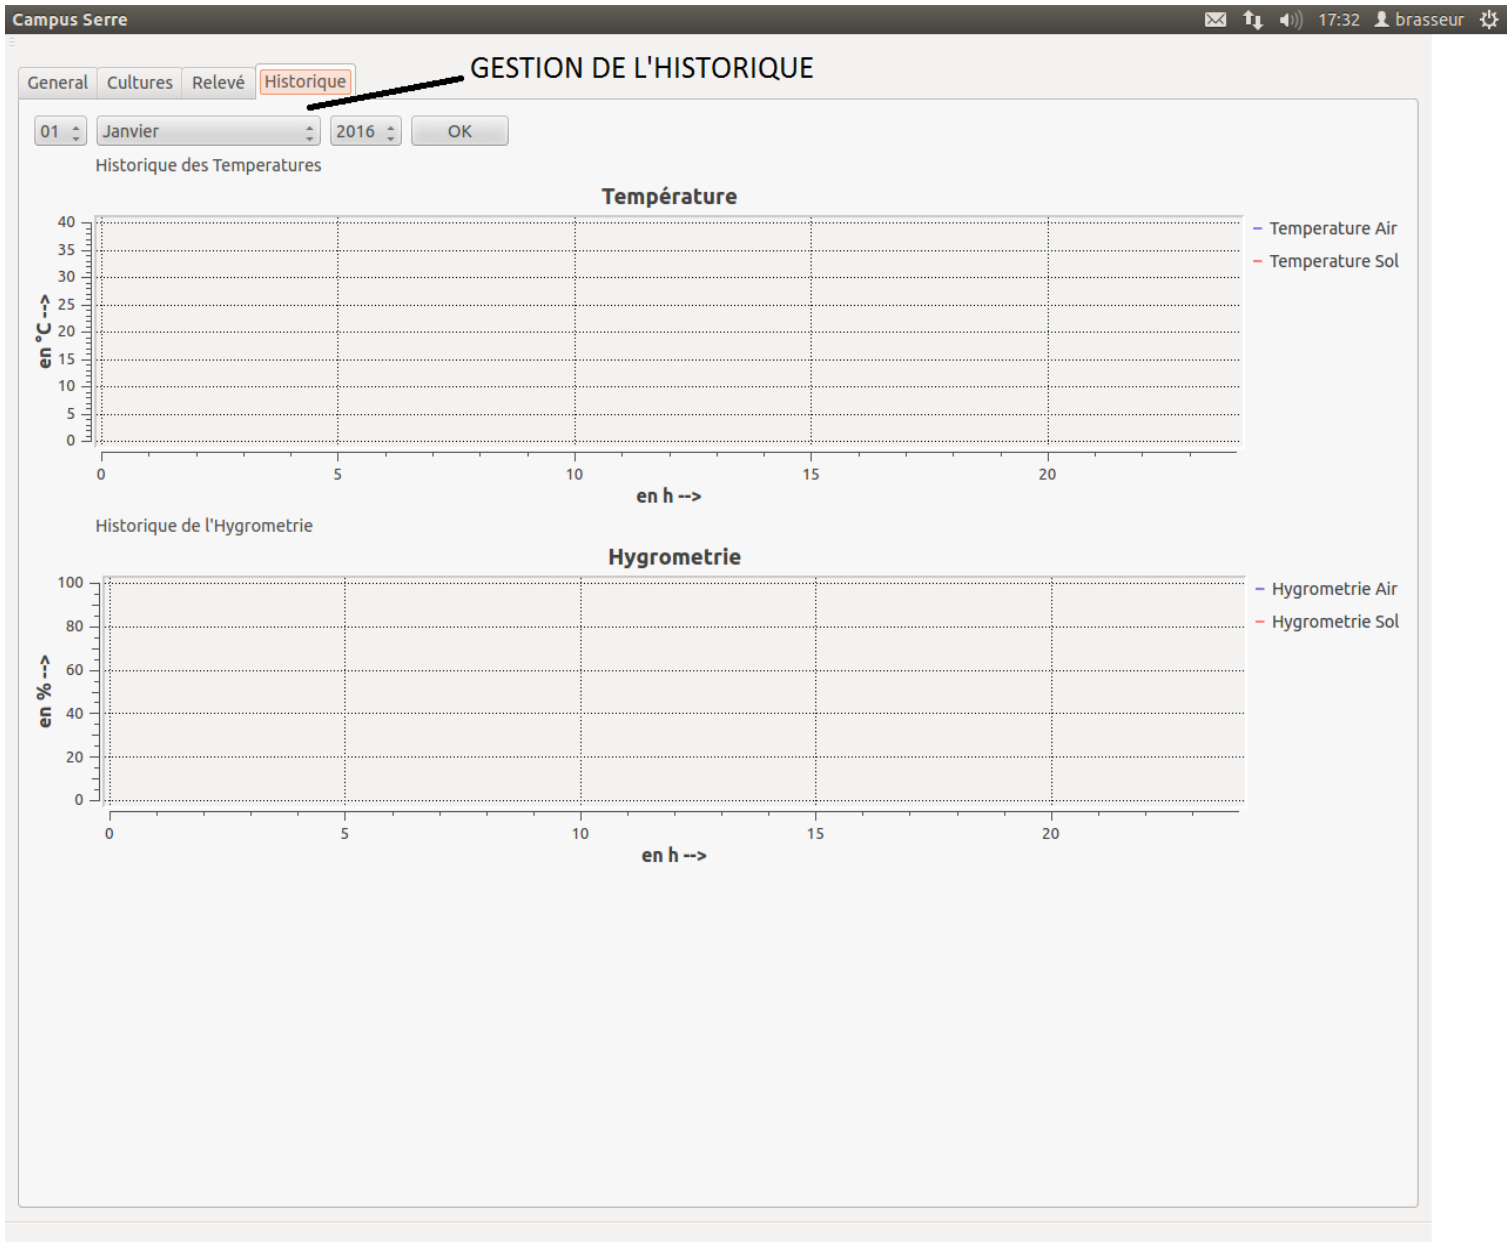 Campus Serre 17:32 brasseur
GESTION DE L'HISTORIQUE
General Cultures Relevé Historique
01 Janvier 2016 OK
Historique des Temperatures
Température
40
35
30
25
20
15
10
5
0
en °C -->
0 5 10 15 20
en h -->
Temperature Air
Temperature Sol
Historique de l'Hygrometrie
Hygrometrie
100
80
60
40
20
0
en % -->
0 5 10 15 20
en h -->
Hygrometrie Air
Hygrometrie Sol